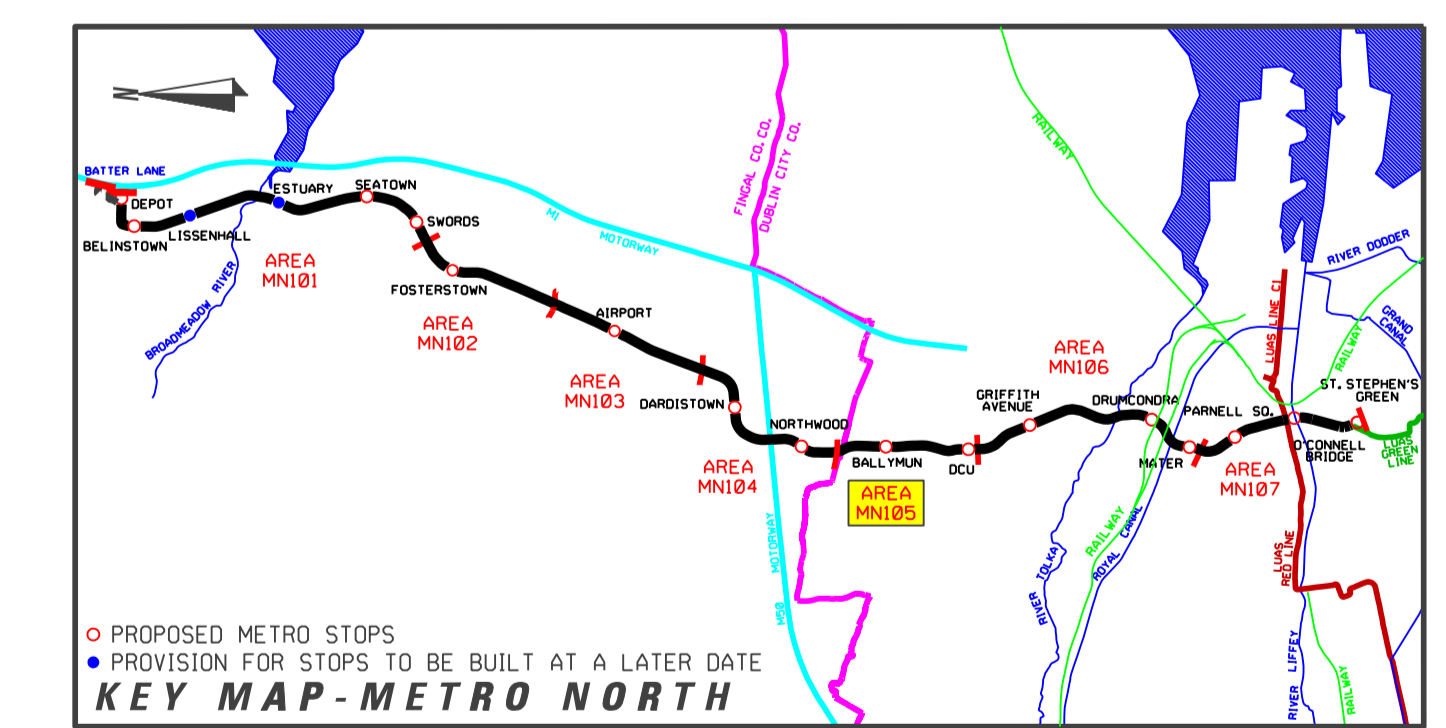 N
BATTER LANE
DEPOT
BELINSTOWN
LISSENHALL
ESTUARY
SEATOWN
SWORDS
BROADMEADOW RIVER
AREA
MN101
FOSTERSTOWN
AREA
MN102
M1
MOTORWAY
AIRPORT
AREA
MN103
DARDISTOWN
FINGAL CO.CO.
DUBLIN CITY CO.
NORTHWOOD
AREA
MN104
MOTORWAY
M50
BALLYMUN
AREA
MN105
DCU
GRIFFITH
AVENUE
AREA
MN106
RAILWAY
DRUMCONDRA
MATER
PARNELL SQ.
AREA
MN107
RIVER TOLKA
RAILWAY
ROYAL CANAL
LUAS LINE C1
RIVER DODDER
GRAND
CANAL
RAILWAY
ST. STEPHEN'S
GREEN
O'CONNELL
BRIDGE
LUAS
GREEN
LINE
LUAS
RED LINE
RIVER LIFFEY
RAILWAY
PROPOSED METRO STOPS
PROVISION FOR STOPS TO BE BUILT AT A LATER DATE
KEY MAP-METRO NORTH